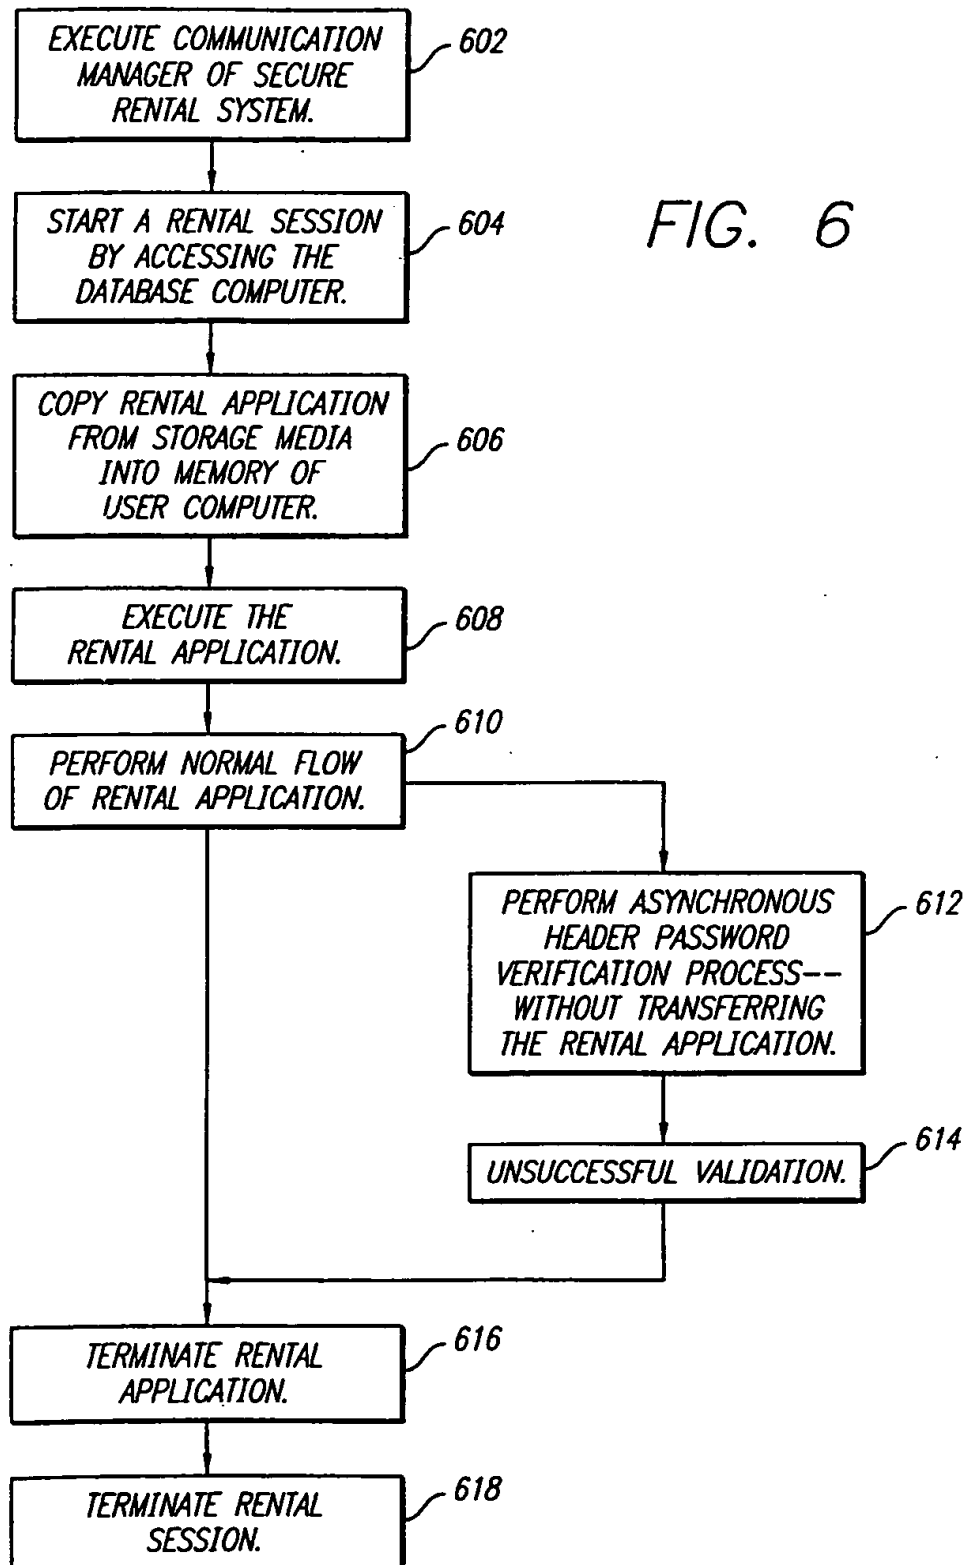 EXECUTE COMMUNICATION
MANAGER OF SECURE
RENTAL SYSTEM.
602
START A RENTAL SESSION
BY ACCESSING THE
DATABASE COMPUTER.
604
FIG. 6
COPY RENTAL APPLICATION
FROM STORAGE MEDIA
INTO MEMORY OF
USER COMPUTER.
606
EXECUTE THE
RENTAL APPLICATION.
608
PERFORM NORMAL FLOW
OF RENTAL APPLICATION.
610
PERFORM ASYNCHRONOUS
HEADER PASSWORD
VERIFICATION PROCESS--
WITHOUT TRANSFERRING
THE RENTAL APPLICATION.
612
UNSUCCESSFUL VALIDATION.
614
TERMINATE RENTAL
APPLICATION.
616
TERMINATE RENTAL
SESSION.
618